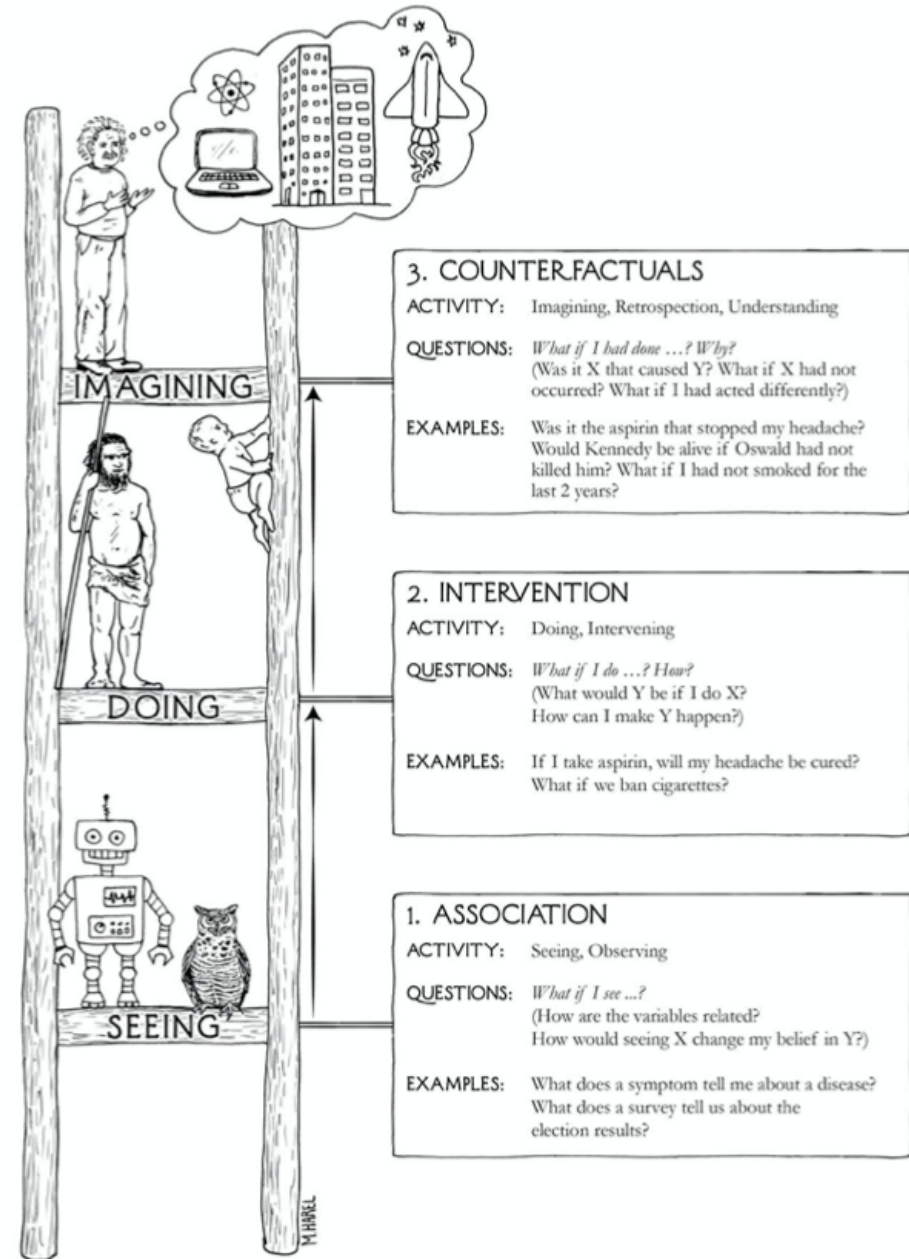 IMAGINING
3. COUNTERFACTUALS
ACTIVITY: Imagining, Retrospection, Understanding
QUESTIONS: What if I had done ...? Why?
(Was it X that caused Y? What if X had not
occurred? What if I had acted differently?)
EXAMPLES: Was it the aspirin that stopped my headache?
Would Kennedy be alive if Oswald had not
killed him? What if I had not smoked for the
last 2 years?
DOING
2. INTERVENTION
ACTIVITY: Doing, Intervening
QUESTIONS: What if I do ...? How?
(What would Y be if I do X?
How can I make Y happen?)
EXAMPLES: If I take aspirin, will my headache be cured?
What if we ban cigarettes?
SEEING
1. ASSOCIATION
ACTIVITY: Seeing, Observing
QUESTIONS: What if I see ...?
(How are the variables related?
How would seeing X change my belief in Y?)
EXAMPLES: What does a symptom tell me about a disease?
What does a survey tell us about the
election results?
M.HAREL